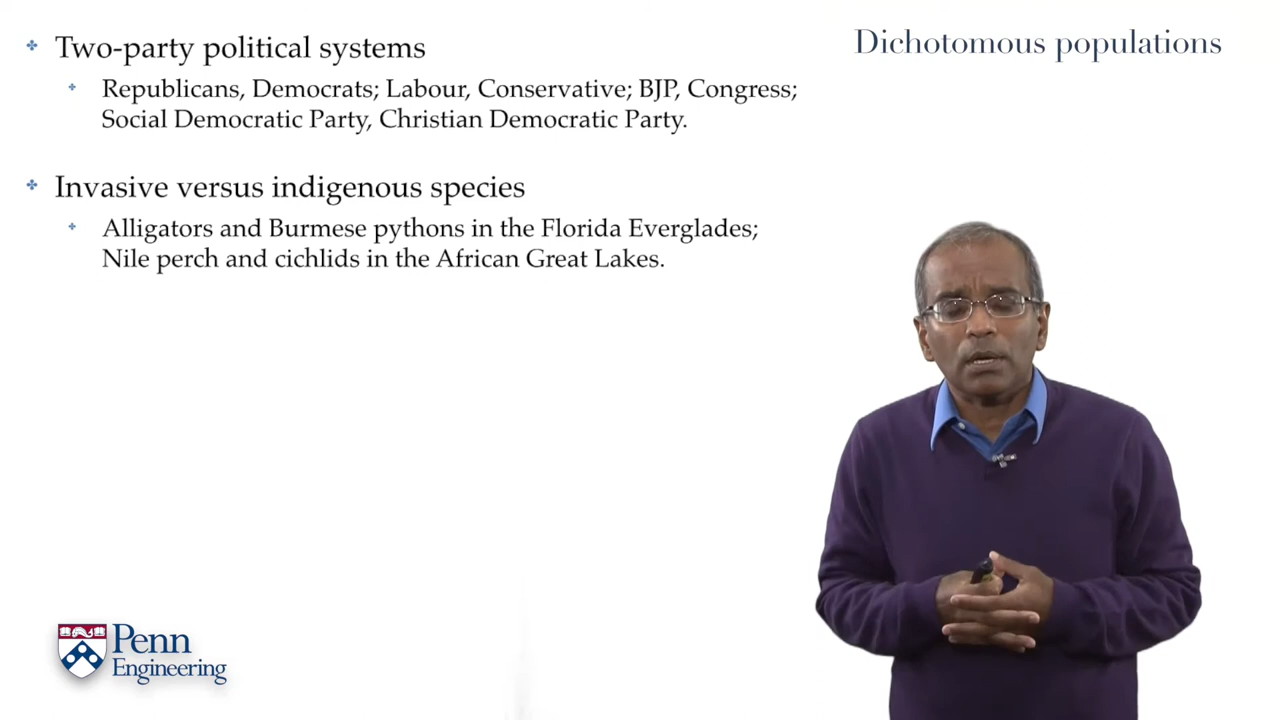 Dichotomous populations
Two-party political systems
Republicans, Democrats; Labour, Conservative; BJP, Congress;
Social Democratic Party, Christian Democratic Party.
Invasive versus indigenous species
Alligators and Burmese pythons in the Florida Everglades;
Nile perch and cichlids in the African Great Lakes.
Penn
Engineering